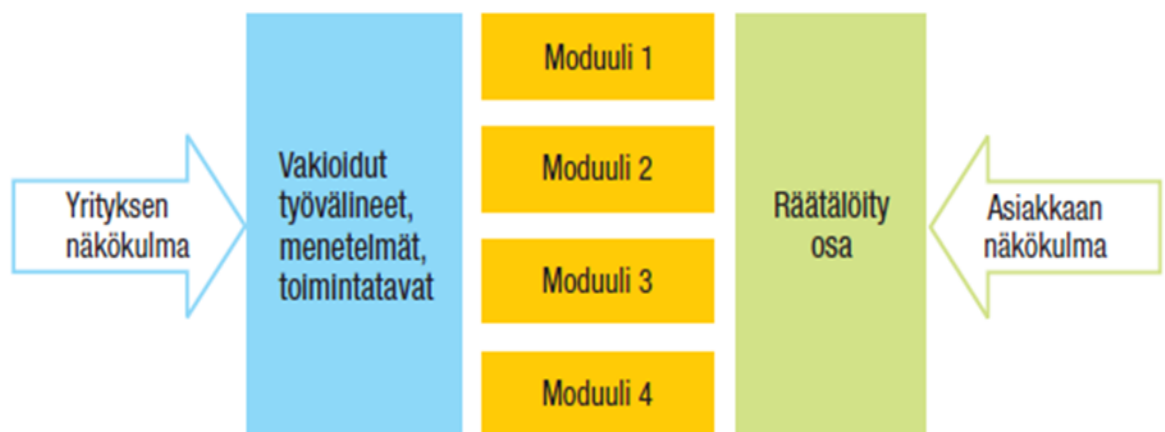 Yrityksen
näkökulma
Vakioidut
työvälineet,
menetelmät,
toimintatavat
Moduuli 1
Moduuli 2
Moduuli 3
Moduuli 4
Räätälöity
osa
Asiakkaan
näkökulma